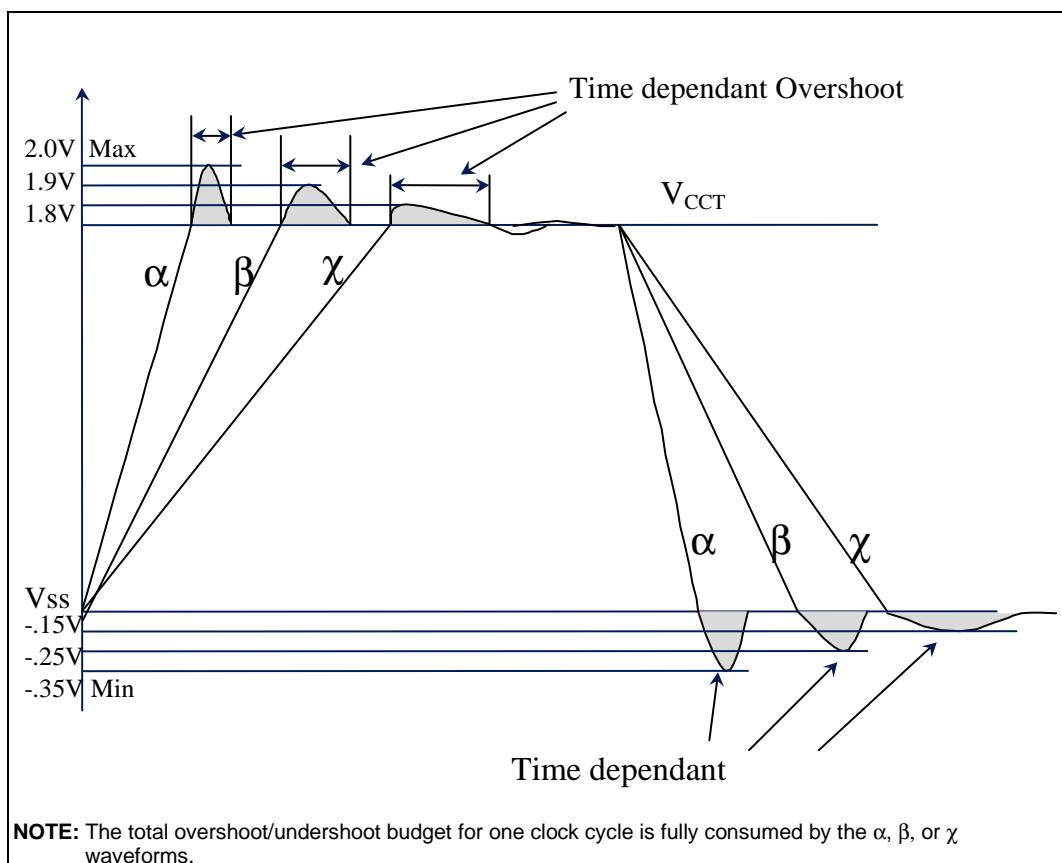 Time dependant Overshoot
2.0V Max
1.9V
1.8V
VCCT
α β χ
α β χ
Vss
-.15V
-.25V
-.35V Min
Time dependant
NOTE: The total overshoot/undershoot budget for one clock cycle is fully consumed by the α, β, or χ
waveforms.